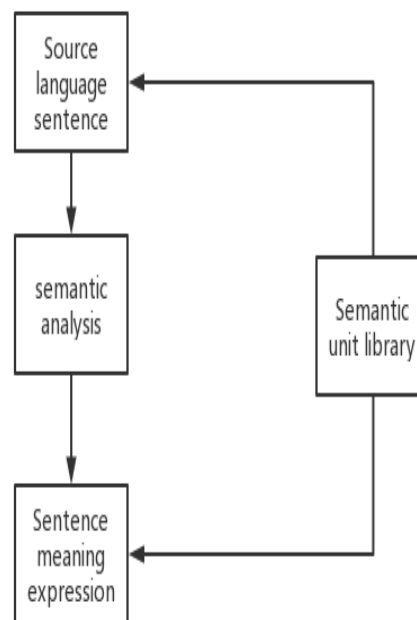 Source
language
sentence
semantic
analysis
Semantic
unit library
Sentence
meaning
expression